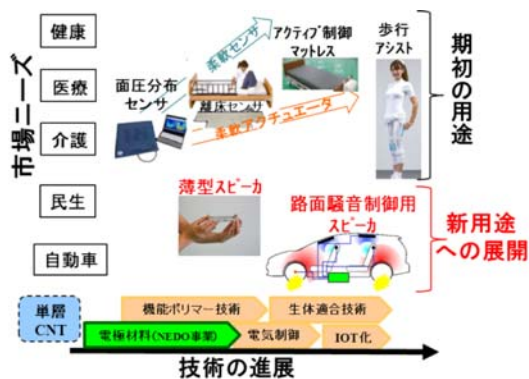 市場ニーズ
健康
医療
介護
民生
自動車
面圧分布
センサ
柔軟センサ
離床センサ
柔軟アクチュエータ
アクティブ制御
マットレス
歩行
アシスト
期初の用途
薄型スピーカ
路面騒音制御用
スピーカ
新用途
への展開
機能ポリマー技術
生体適合技術
単層
CNT
電極材料(NEDO事業)
電気制御
IOT化
技術の進展